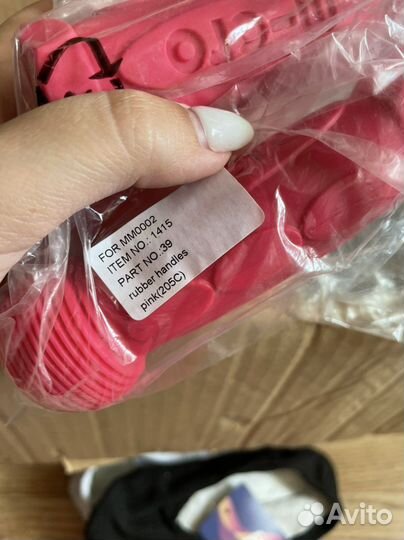 FOR MM0002
ITEM NO.: 1415
PART NO.:39
rubber handles
pink(205C)
Avito